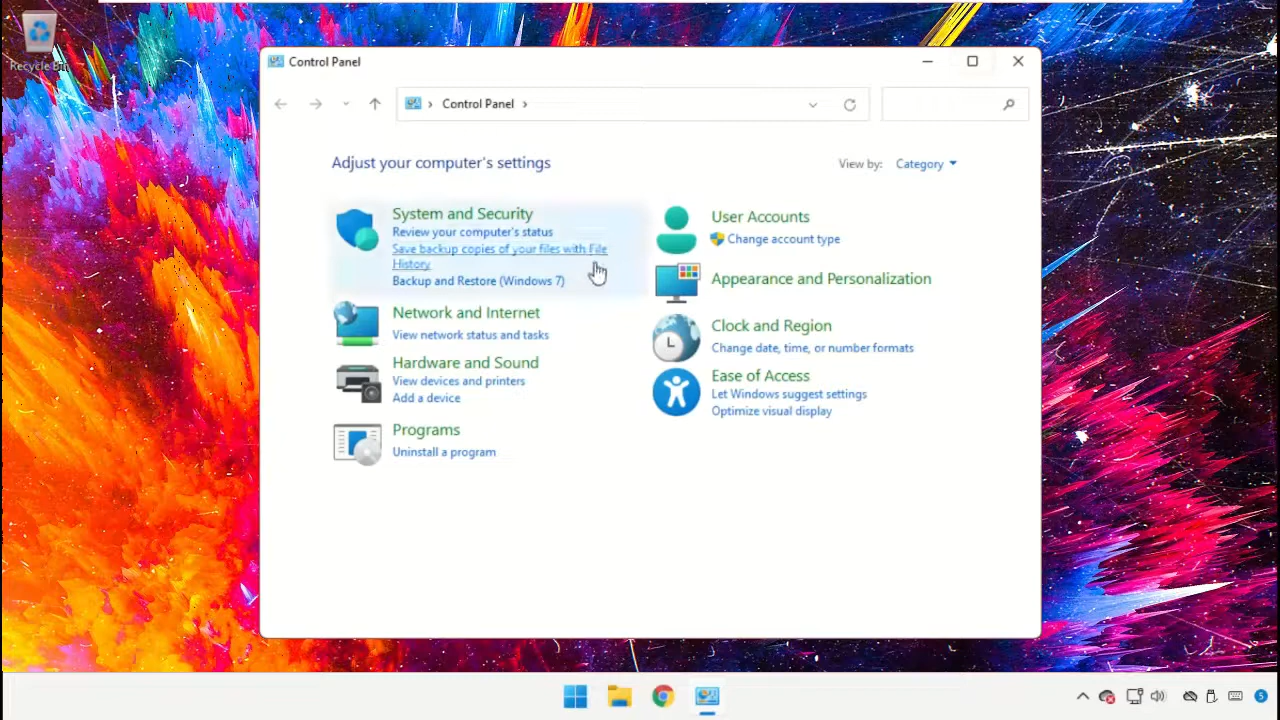 Recycle Bin
Control Panel
Control Panel
Adjust your computer's settings
View by: Category
System and Security
Review your computer's status
Save backup copies of your files with File
History
Backup and Restore (Windows 7)
Network and Internet
View network status and tasks
Hardware and Sound
View devices and printers
Add a device
Programs
Uninstall a program
User Accounts
Change account type
Appearance and Personalization
Clock and Region
Change date, time, or number formats
Ease of Access
Let Windows suggest settings
Optimize visual display
5